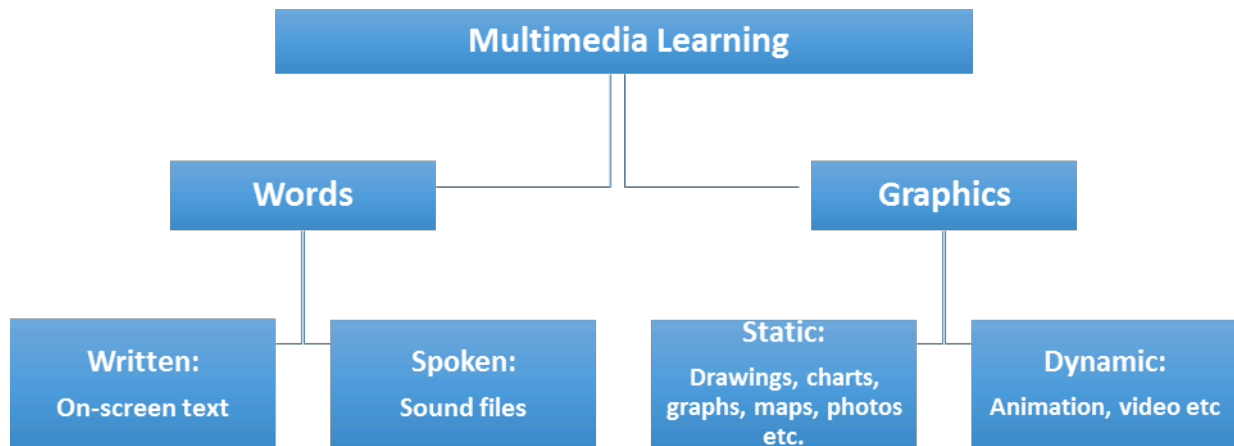 Multimedia Learning
Words
Graphics
Written:
On-screen text
Spoken:
Sound files
Static:
Drawings, charts,
graphs, maps, photos
etc.
Dynamic:
Animation, video etc